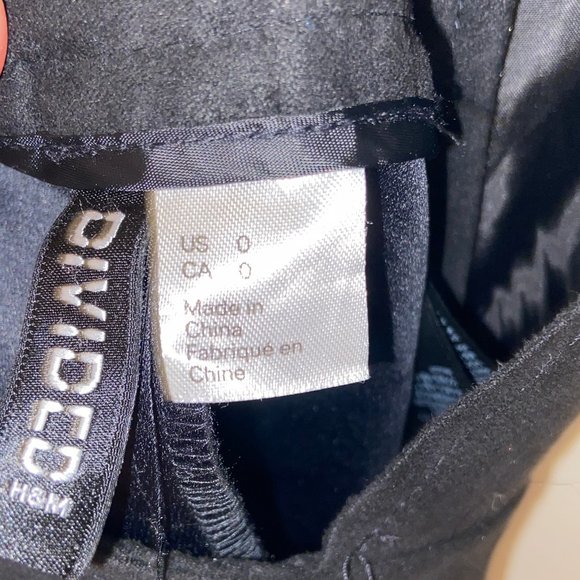 DIVIDED
H&M
US 0
CA 0
Made in
China
Fabriqué en
Chine